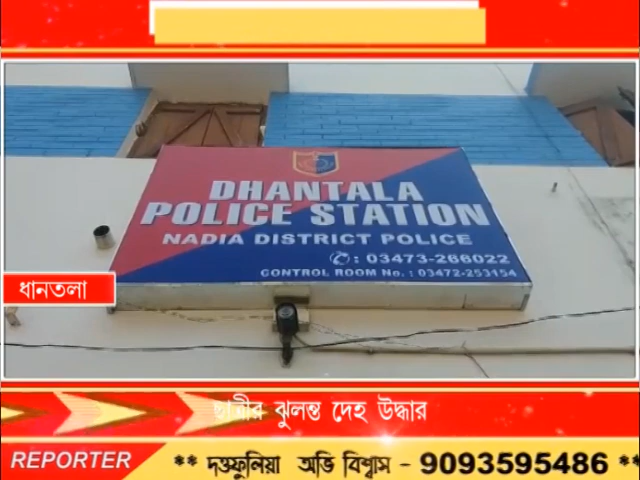 DHANTALA
POLICE STATION
NADIA DISTRICT POLICE
: 03473-266022
CONTROL ROOM No. : 03472-253154
ধানতলা
ছাত্রীর ঝুলন্ত দেহ উদ্ধার
REPORTER
** দত্তফুলিয়া অভি বিশ্বাস - 9093595486 **